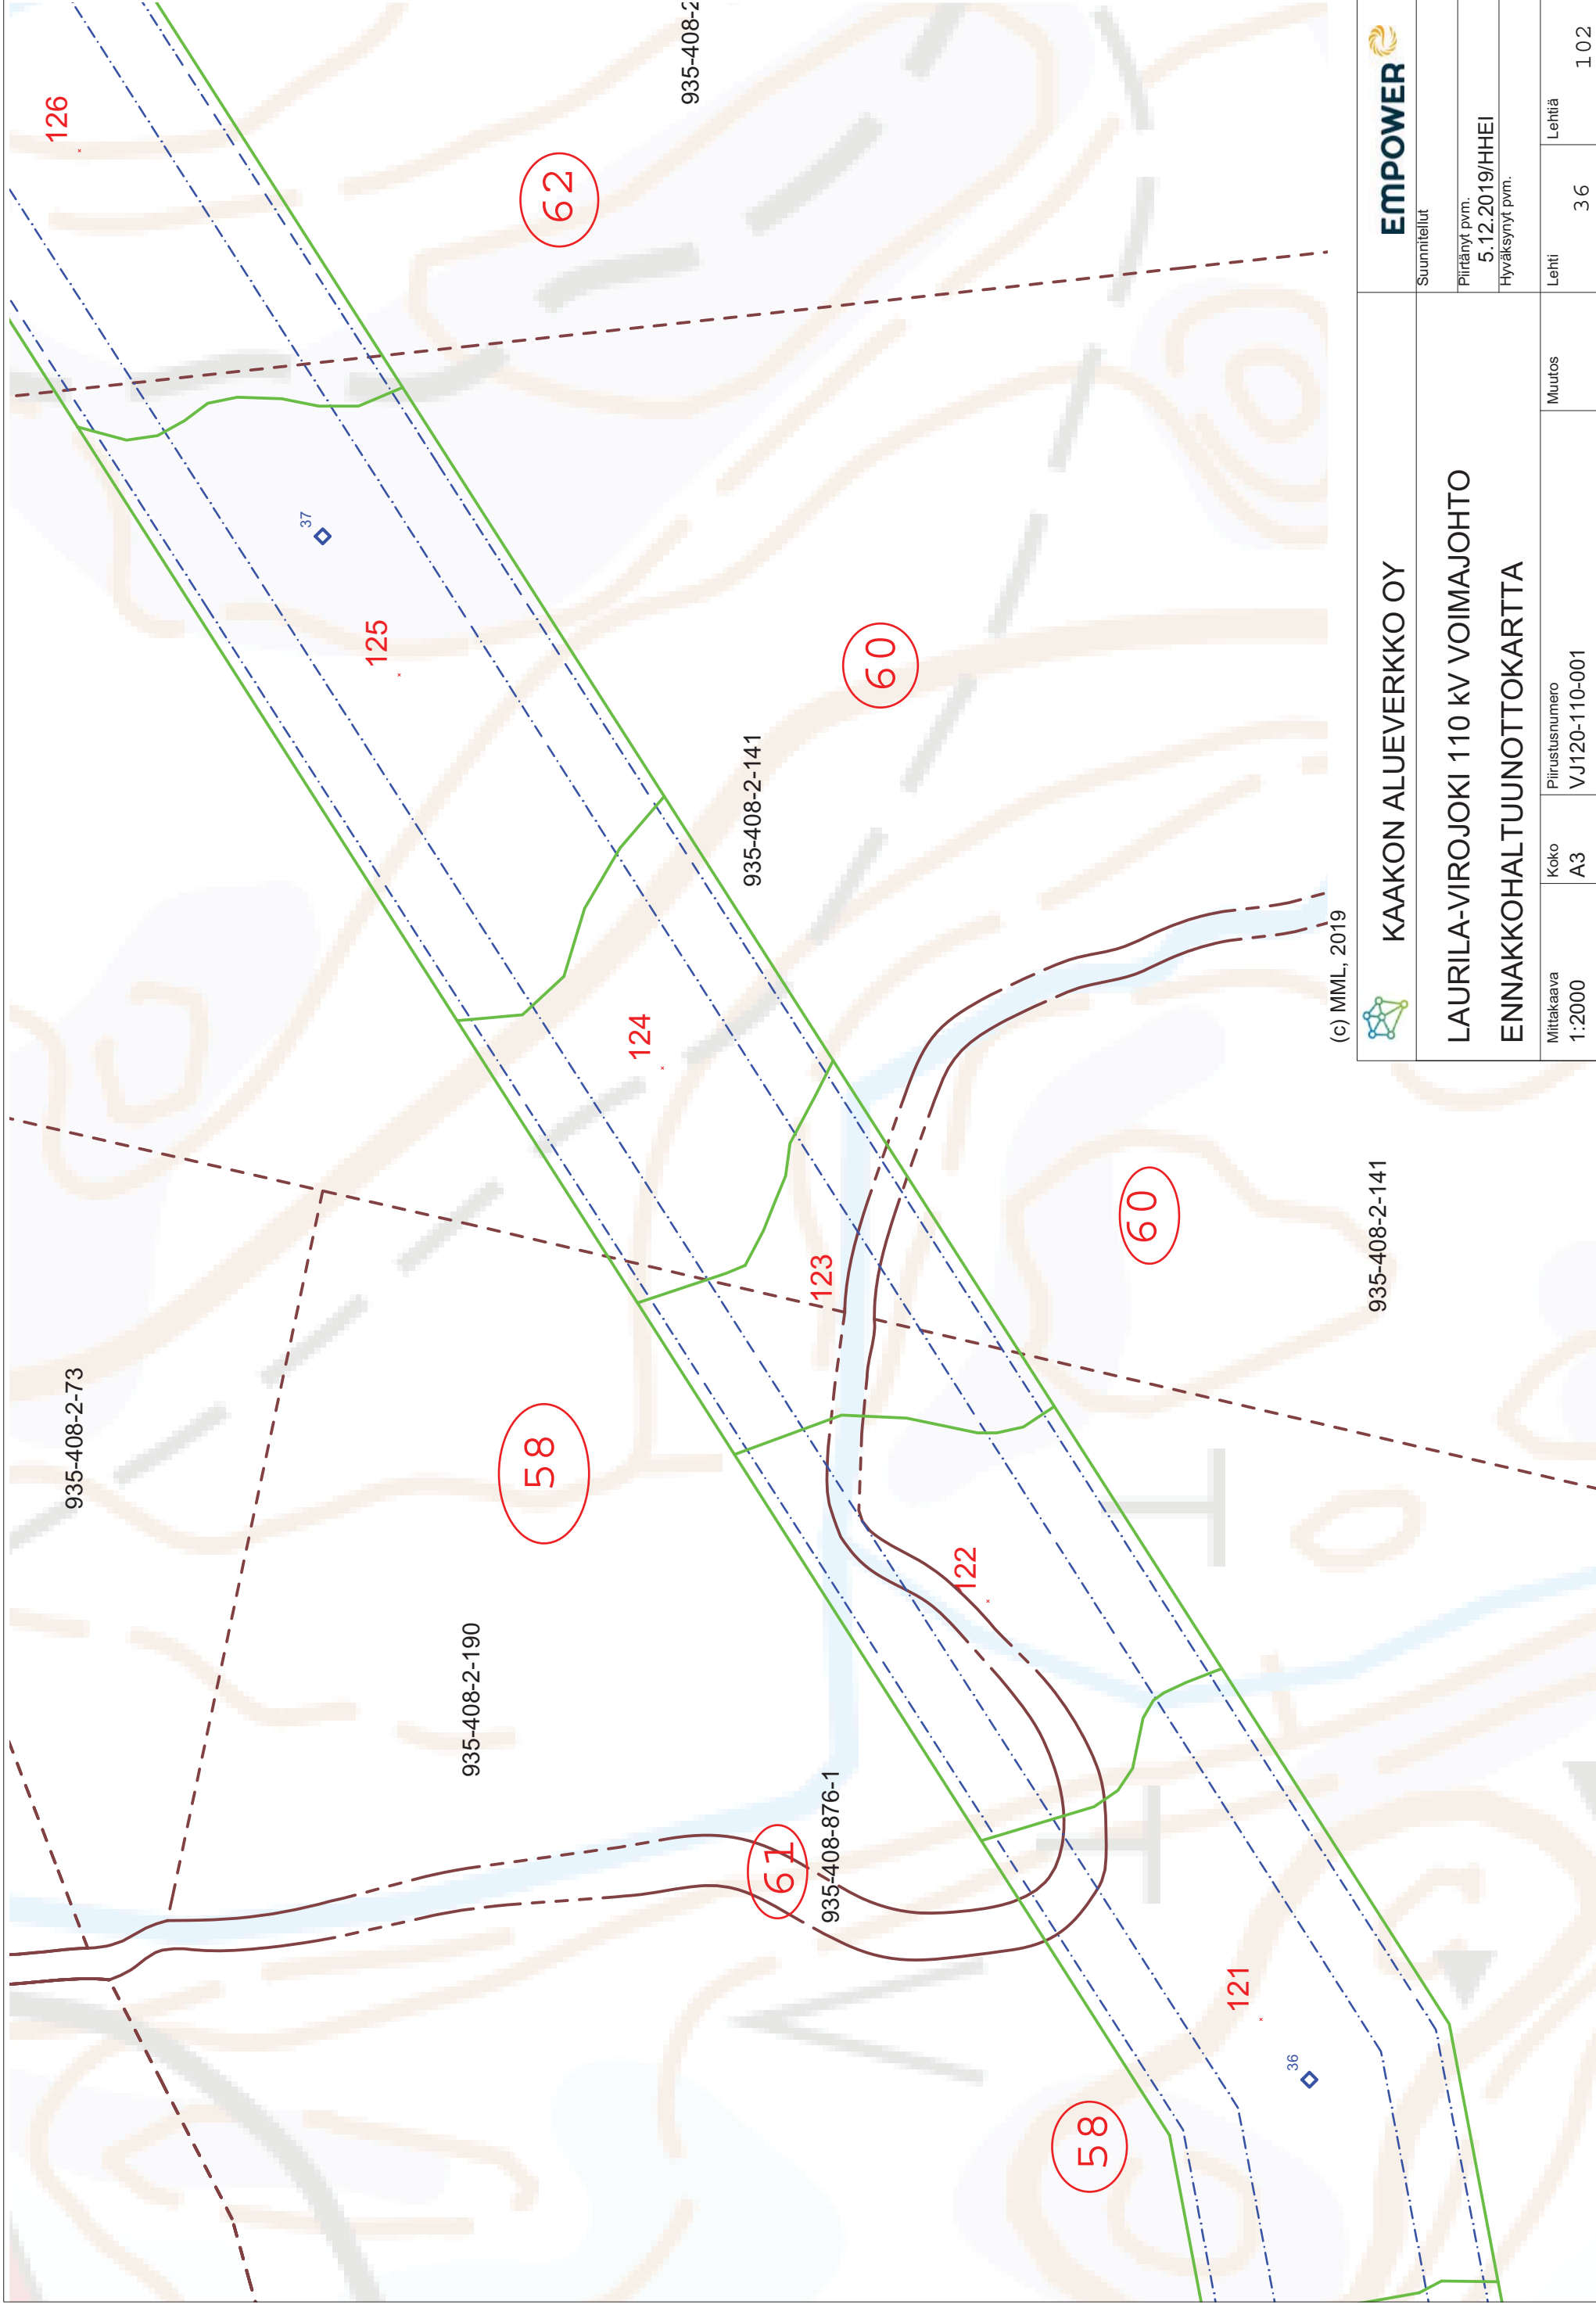 126
935-408-2
62
37
125
60
935-408-2-141
124
935-408-2-73
123
58
60
935-408-2-141
122
935-408-2-190
61
935-408-876-1
121
36
58
(c) MML, 2019
KAAKON ALUEVERKKO OY
EMPOWER
LAURILA-VIROJOKI 110 kV VOIMAJOHTO
ENNAKKOHALTUUNOTTOKARTTA
Suunnitellut
Piirtänyt pvm.
5.12.2019/HHEI
Hyväksynyt pvm.
Mittakaava
1:2000
Koko
A3
Piirustusnumero
VJ120-110-001
Muutos
Lehti
36
Lehtiä
102